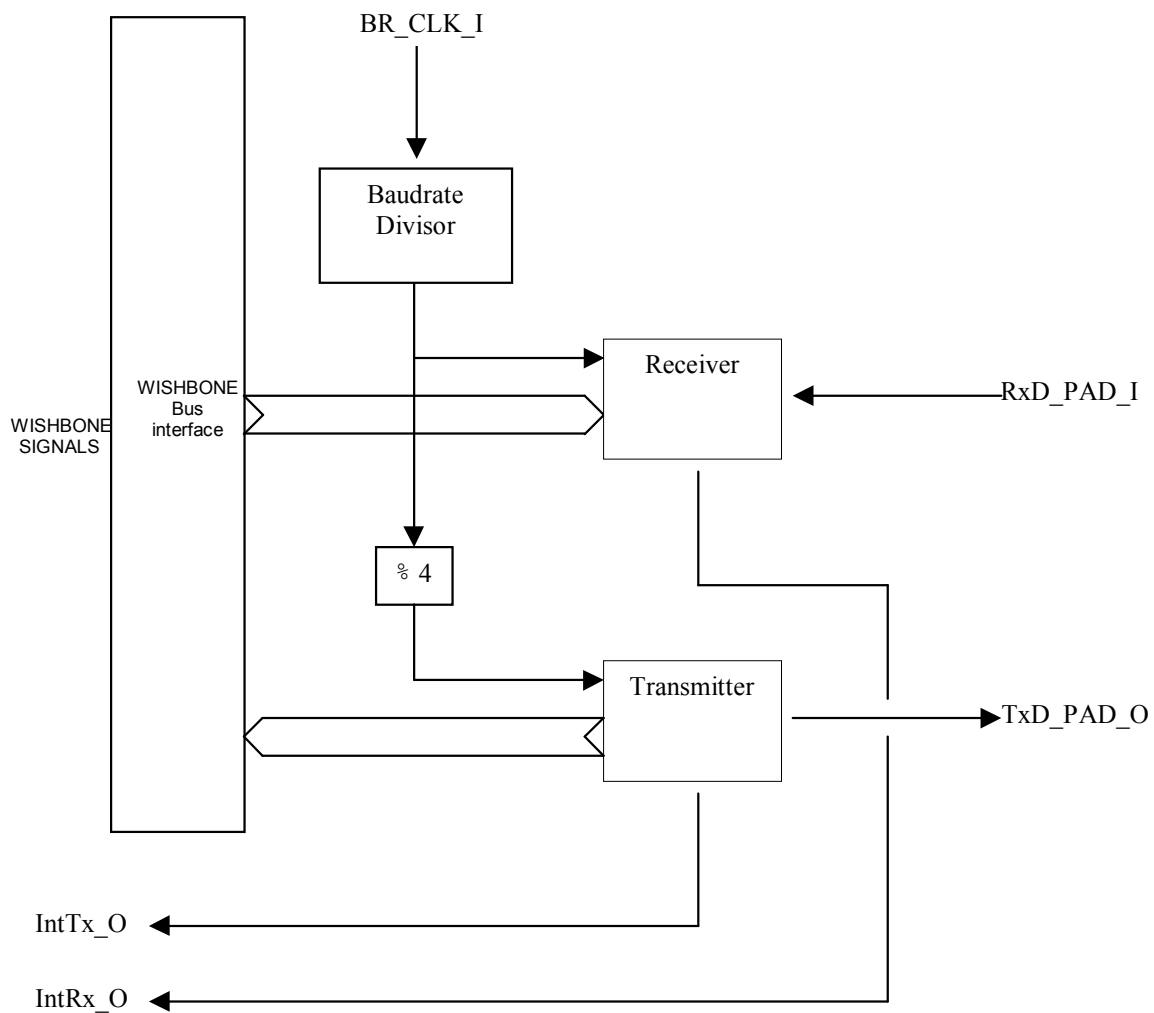 BR_CLK_I
Baudrate
Divisor
Receiver
RxD_PAD_I
WISHBONE
Bus
interface
WISHBONE
SIGNALS
% 4
Transmitter
TxD_PAD_O
IntTx_O
IntRx_O